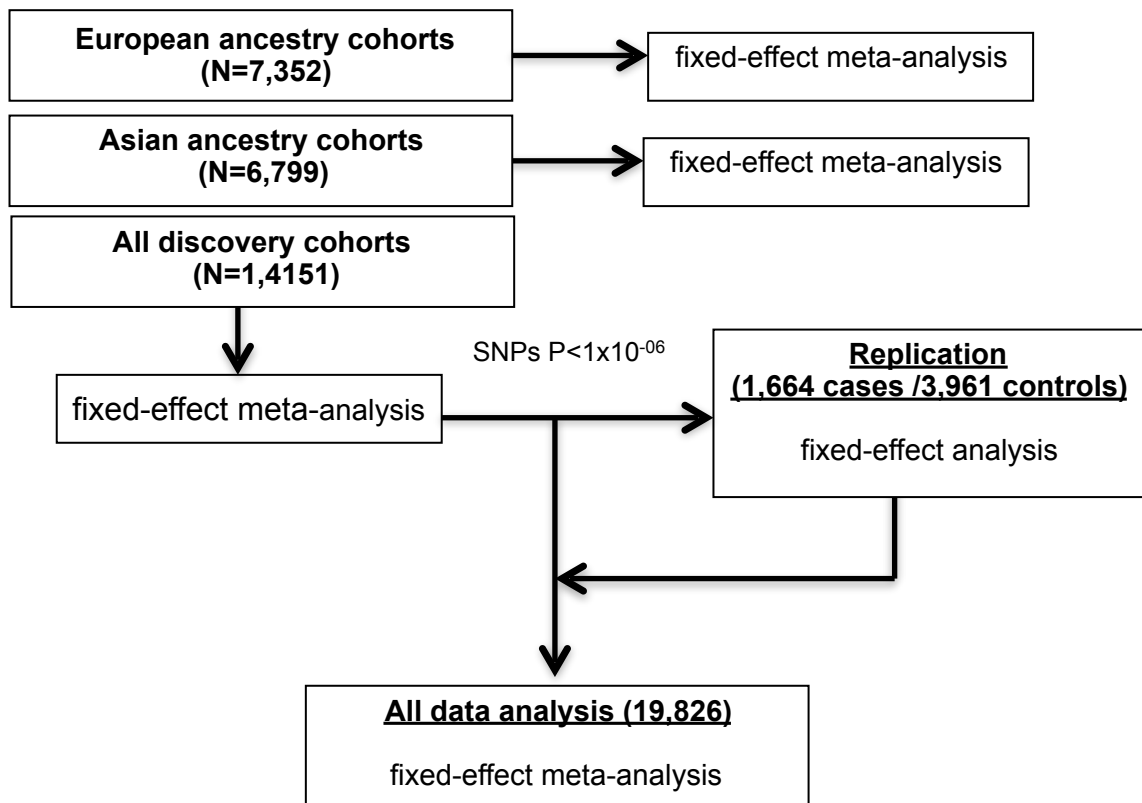 European ancestry cohorts
(N=7,352)
fixed-effect meta-analysis
Asian ancestry cohorts
(N=6,799)
fixed-effect meta-analysis
All discovery cohorts
(N=1,4151)
SNPs P<1x10⁻⁰⁶
fixed-effect meta-analysis
Replication
(1,664 cases /3,961 controls)
fixed-effect analysis
All data analysis (19,826)
fixed-effect meta-analysis